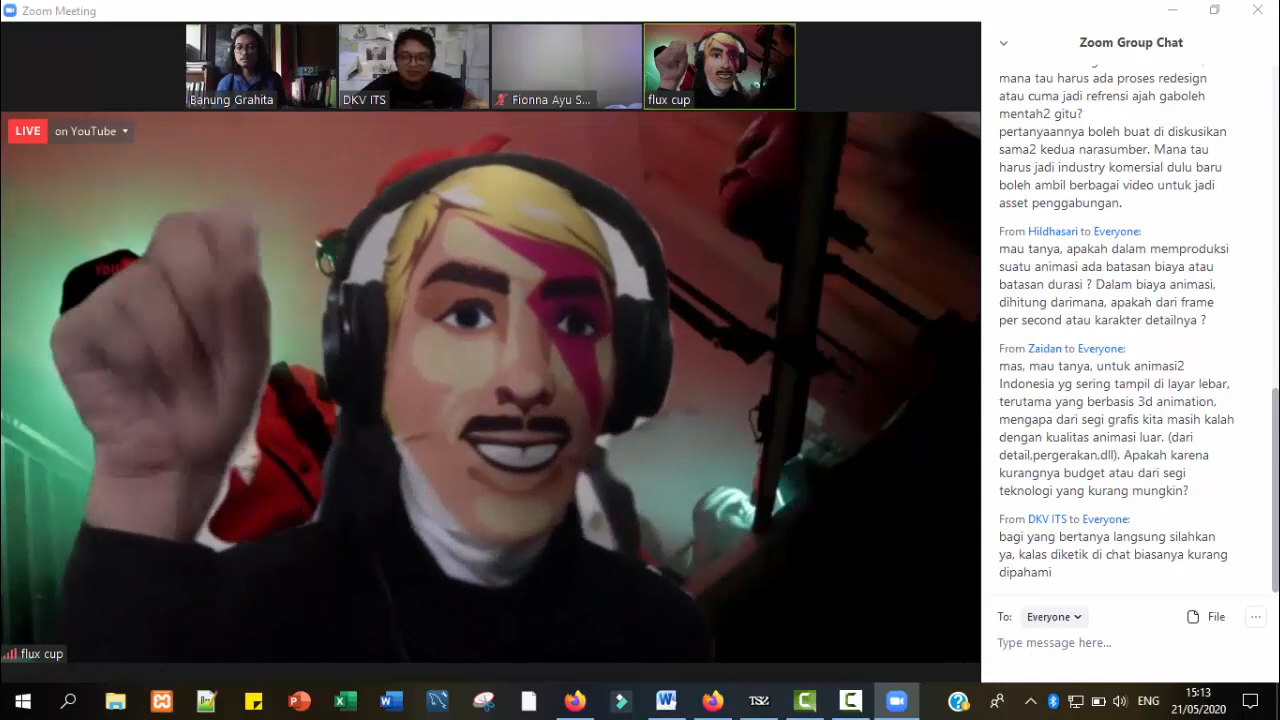 Zoom Meeting
Banung Grahita
DKV ITS
Fionna Ayu S...
flux cup
LIVE on YouTube
flux cup
Zoom Group Chat
mana tau harus ada proses redesign
atau cuma jadi refrensi ajah gaboleh
mentah2 gitu?
pertanyaannya boleh buat di diskusikan
sama2 kedua narasumber. Mana tau
harus jadi industry komersial dulu baru
boleh ambil berbagai video untuk jadi
asset penggabungan.
From Hildhasari to Everyone:
mau tanya, apakah dalam memproduksi
suatu animasi ada batasan biaya atau
batasan durasi ? Dalam biaya animasi,
dihitung darimana, apakah dari frame
per second atau karakter detailnya ?
From Zaidan to Everyone:
mas, mau tanya, untuk animasi2
Indonesia yg sering tampil di layar lebar,
terutama yang berbasis 3d animation,
mengapa dari segi grafis kita masih kalah
dengan kualitas animasi luar. (dari
detail,pergerakan,dll). Apakah karena
kurangnya budget atau dari segi
teknologi yang kurang mungkin?
From DKV ITS to Everyone:
bagi yang bertanya langsung silahkan
ya, kalas diketik di chat biasanya kurang
dipahami
To: Everyone File
Type message here...
ENG
15:13
21/05/2020